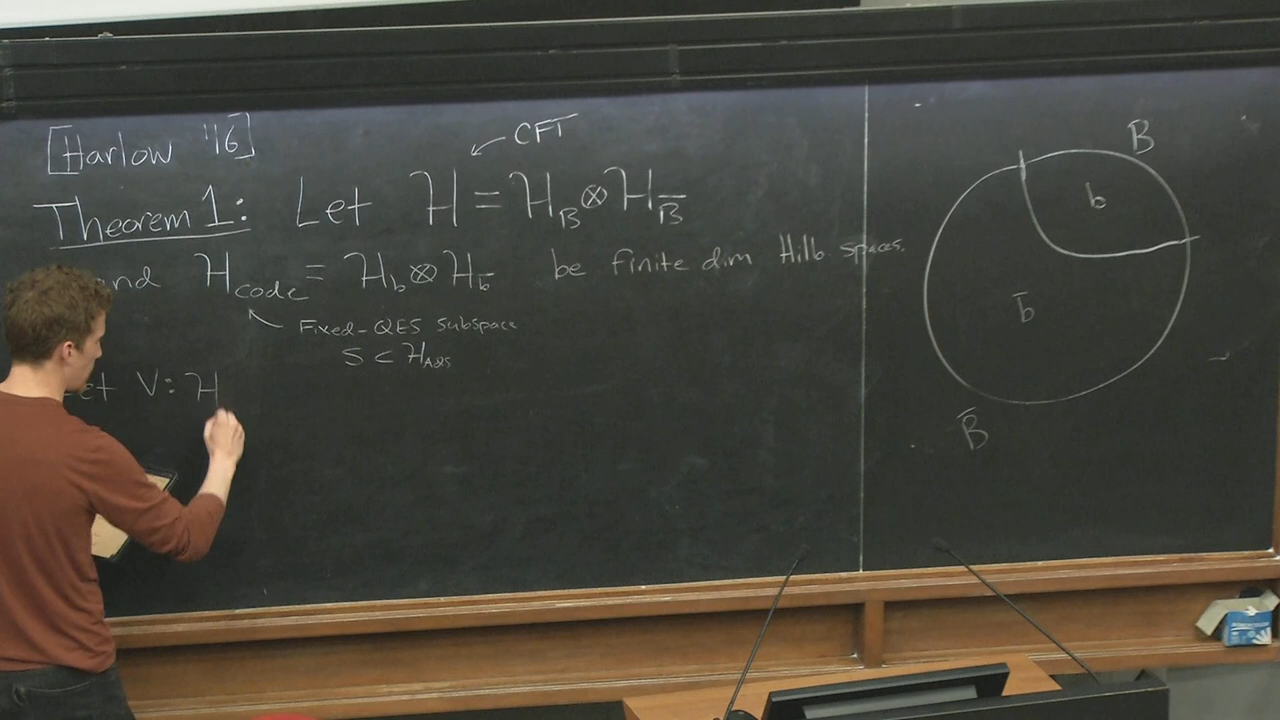 [Harlow '16]
CFT
Theorem 1: Let H = H_B ⊗ H_B̄
and H_code = H_b ⊗ H_b̄ be finite dim Hilb spaces.
Fixed-QES subspace
S ⊂ H_AdS
Let V: H
B
b
b̄
B̄